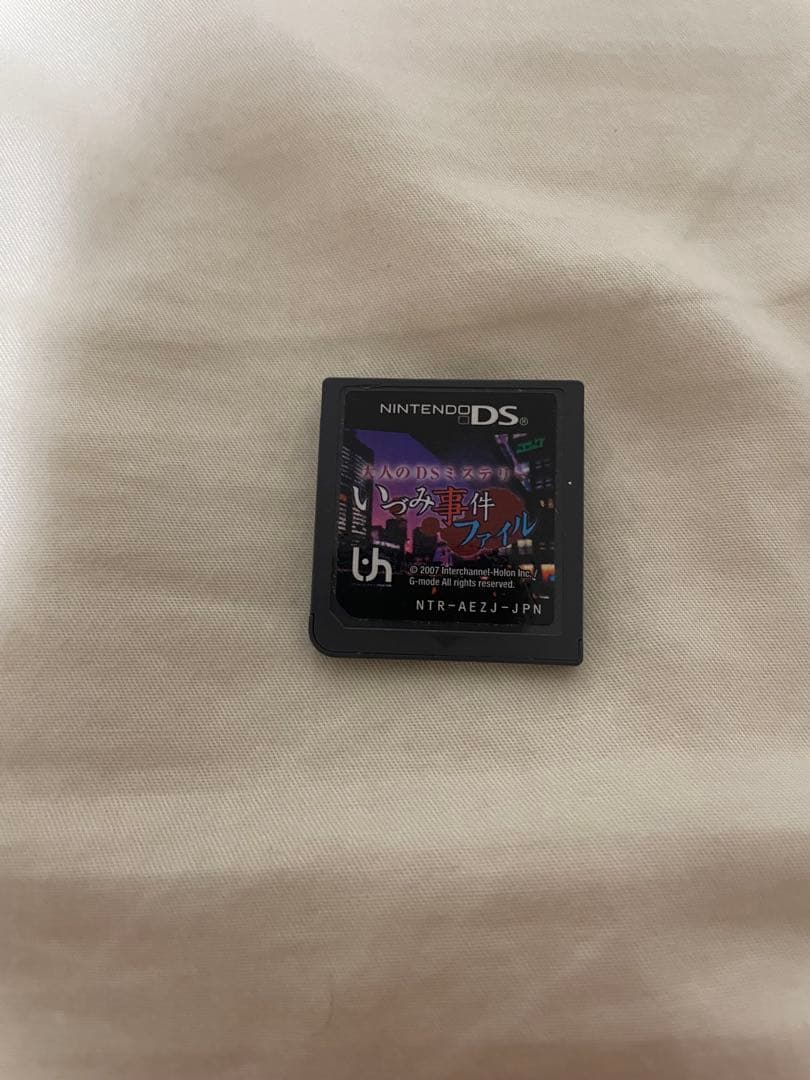 NINTENDO DS®
大人のDSミステリー
いづみ事件
ファイル
© 2007 Interchannel-Holon Inc. /
G-mode All rights reserved.
NTR-AEZJ-JPN